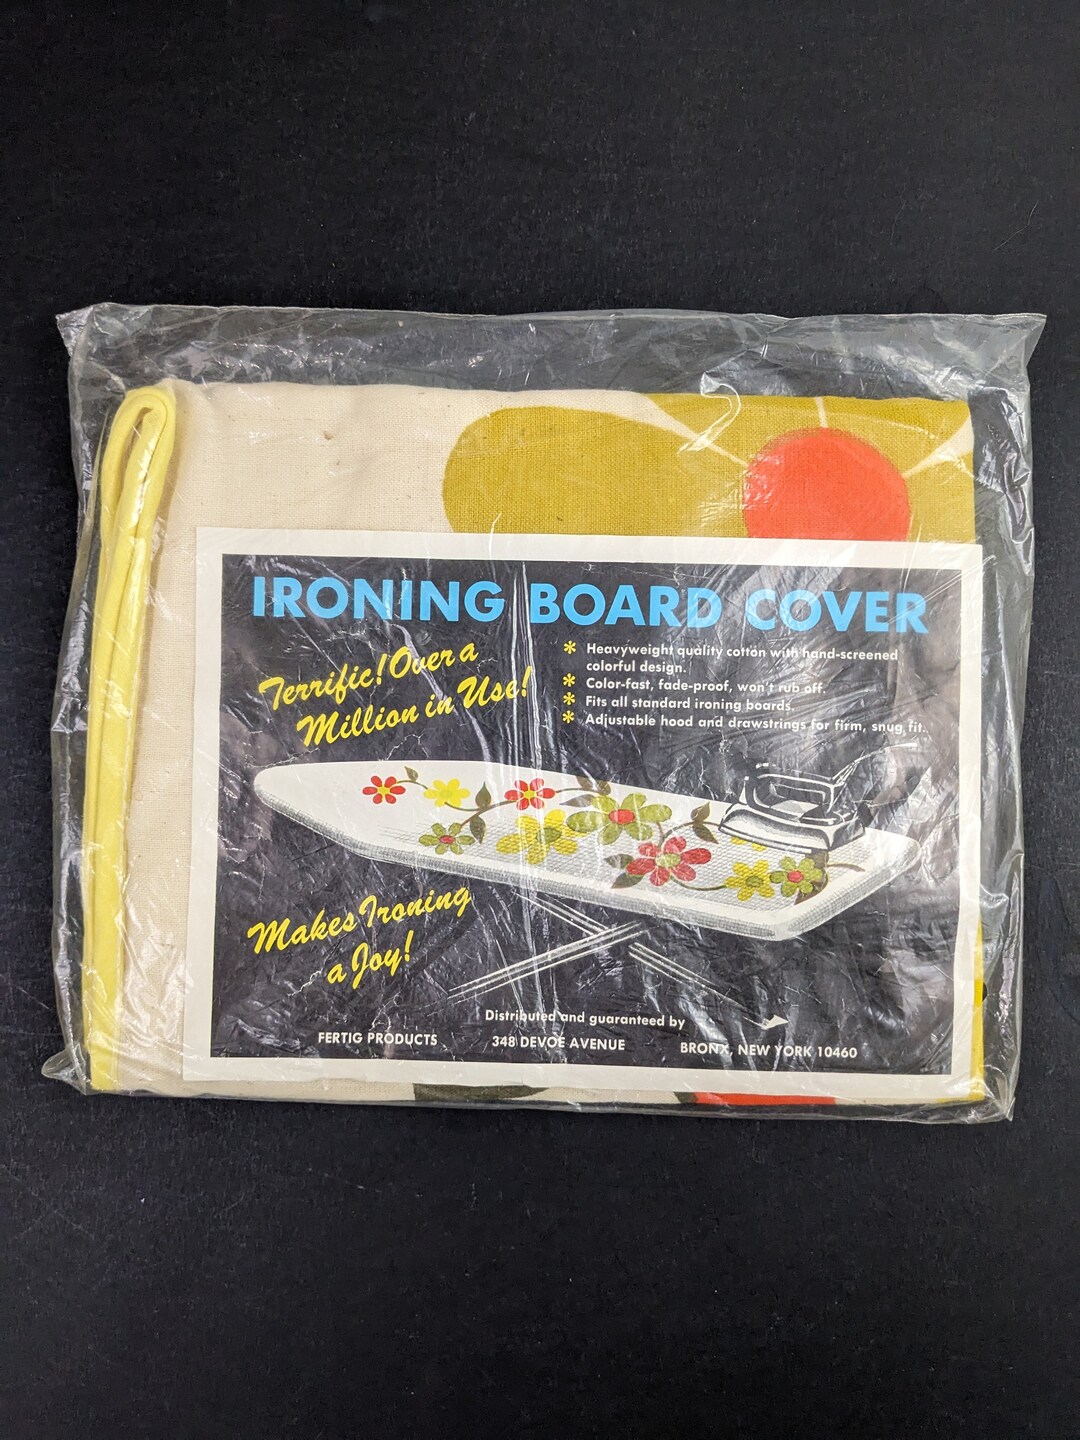 IRONING BOARD COVER
Terrific! Over a
Million in Use!
* Heavyweight quality cotton with hand-screened
colorful design.
* Color-fast, fade-proof, won't rub off.
* Fits all standard ironing boards.
* Adjustable hood and drawstrings for firm, snug fit.
Makes Ironing
a Joy!
Distributed and guaranteed by
FERTIG PRODUCTS 348 DEVOE AVENUE BRONX, NEW YORK 10460